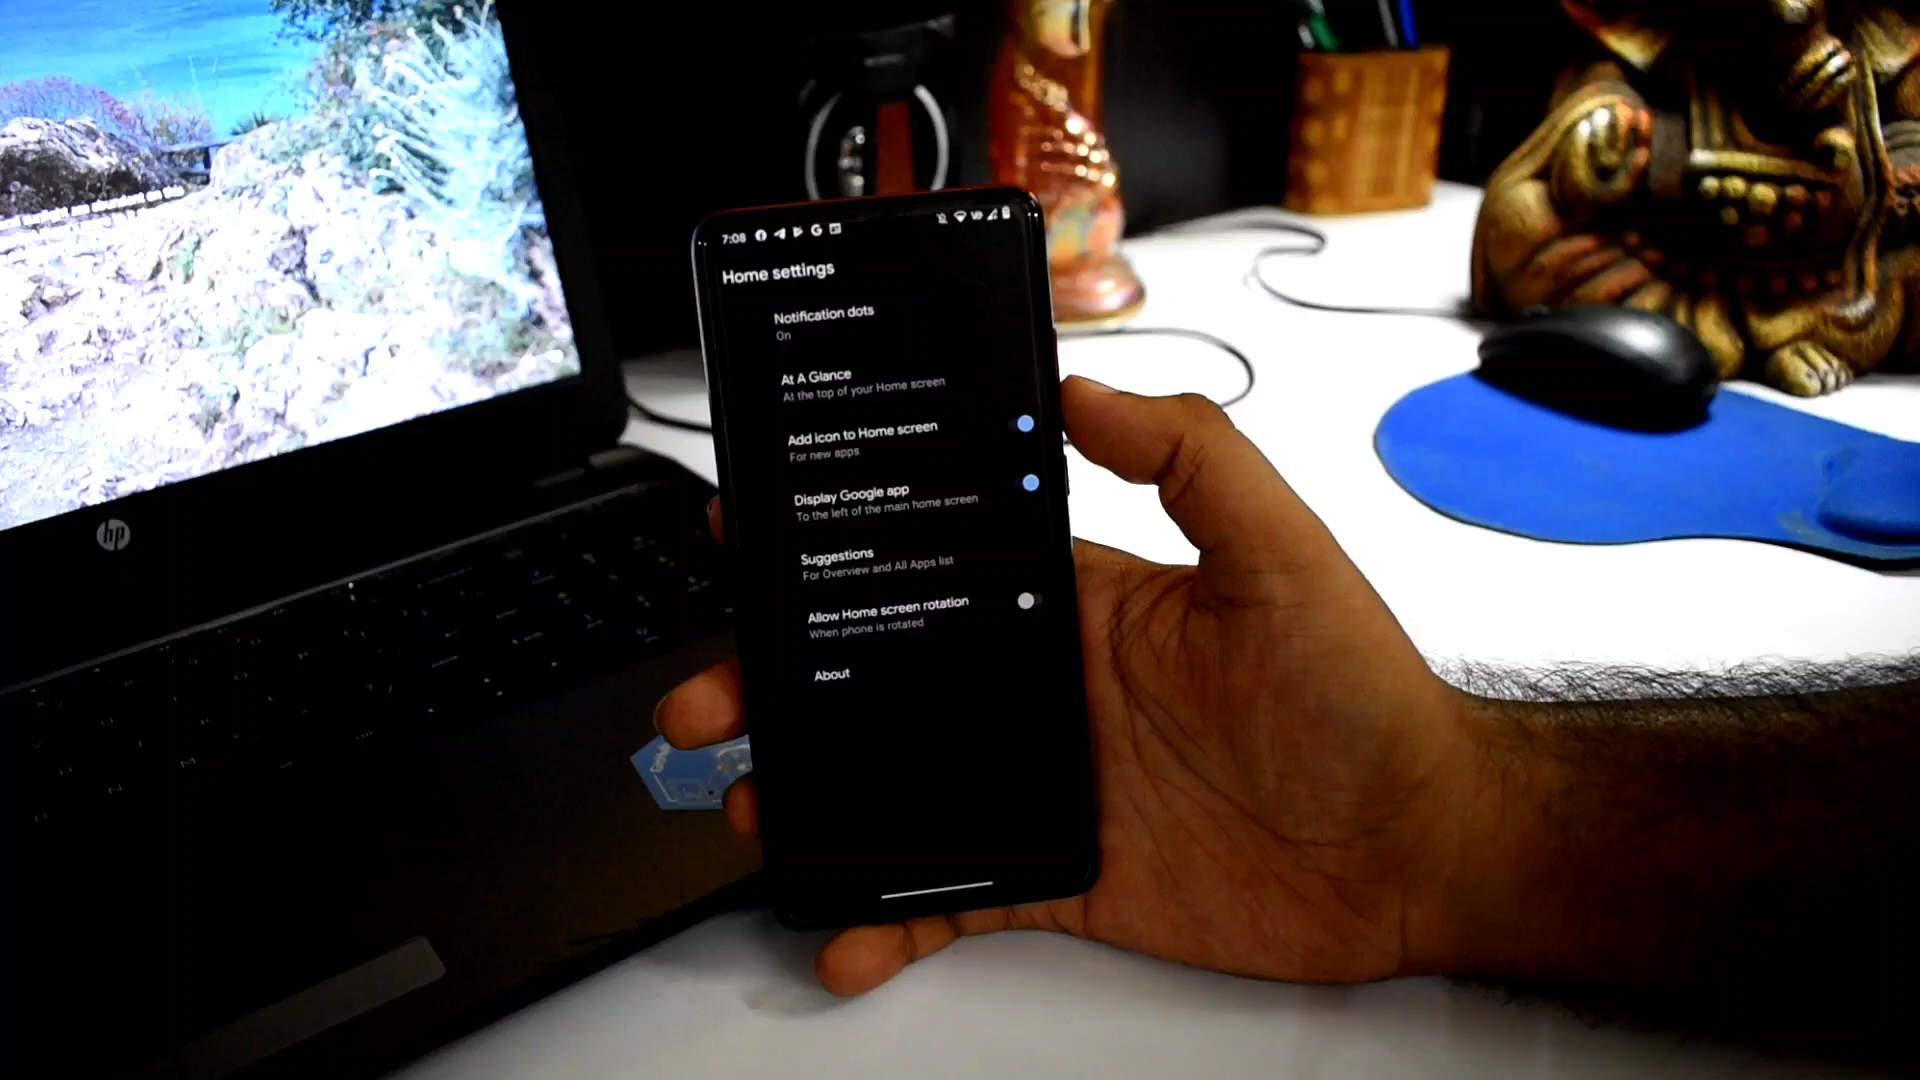 7:08
Home settings
Notification dots
On
At A Glance
At the top of your Home screen
Add icon to Home screen
For new apps
Display Google app
To the left of the main home screen
Suggestions
For Overview and All Apps list
Allow Home screen rotation
When phone is rotated
About
hp